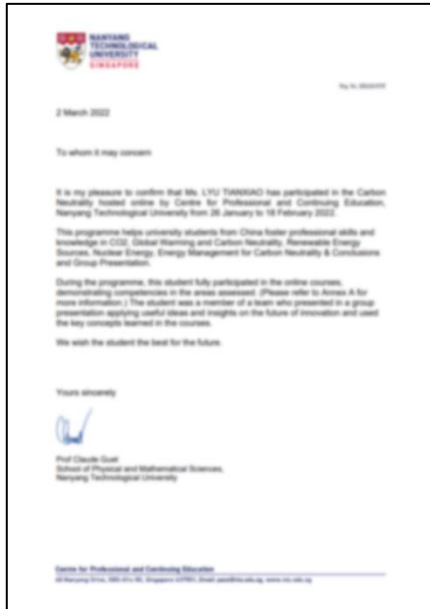 NANYANG
TECHNOLOGICAL
UNIVERSITY
SINGAPORE
2 March 2022
To whom it may concern
It is my pleasure to confirm that Ms. LYU TIANXIAO has participated in the Carbon
Neutrality hosted online by Centre for Professional and Continuing Education,
Nanyang Technological University from 26 January to 18 February 2022.
This programme helps university students from China foster professional skills and
knowledge in CO2, Global Warming and Carbon Neutrality, Renewable Energy
Sources, Nuclear Energy, Energy Management for Carbon Neutrality & Conclusions
and Group Presentation.
During the programme, this student fully participated in the online courses,
demonstrating competencies in the areas assessed. (Please refer to Annex A for
more information.) The student was a member of a team who presented in a group
presentation applying useful ideas and insights on the future of innovation and used
the key concepts learned in the courses.
We wish the student the best for the future.
Yours sincerely
Prof Claude Guet
School of Physical and Mathematical Sciences,
Nanyang Technological University
Centre for Professional and Continuing Education